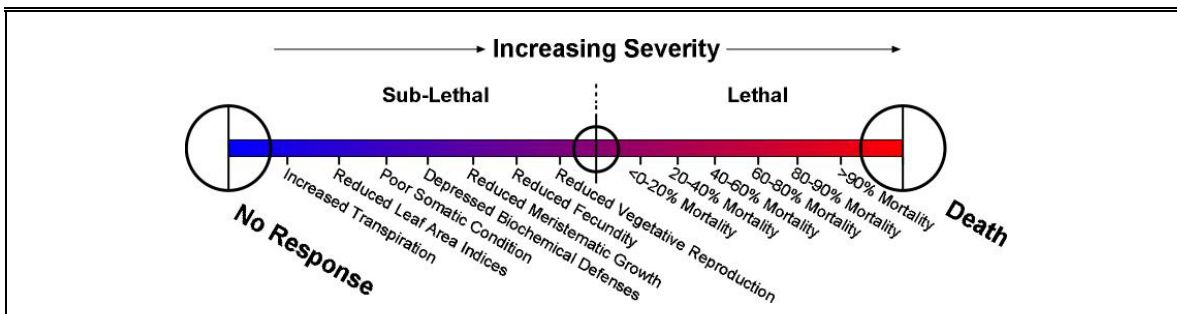 Increasing Severity
Sub-Lethal
Lethal
No Response
Increased Transpiration
Reduced Leaf Area Indices
Poor Somatic Condition
Depressed Biochemical Defenses
Reduced Meristematic Growth
Reduced Fecundity
Reduced Vegetative Reproduction
<0-20% Mortality
20-40% Mortality
40-60% Mortality
60-80% Mortality
80-90% Mortality
>90% Mortality
Death